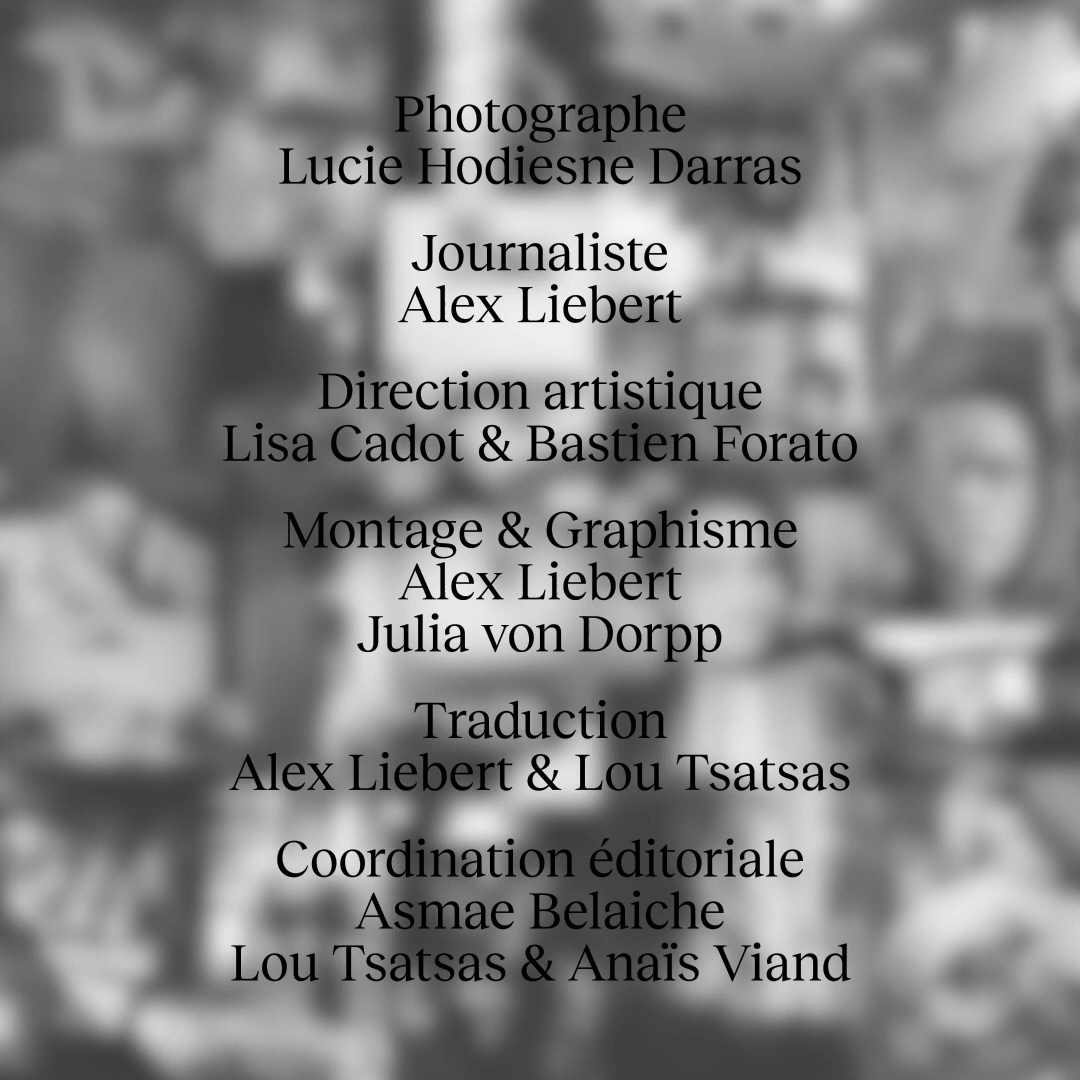 Photographe
Lucie Hodiesne Darras
Journaliste
Alex Liebert
Direction artistique
Lisa Cadot & Bastien Forato
Montage & Graphisme
Alex Liebert
Julia von Dorpp
Traduction
Alex Liebert & Lou Tsatsas
Coordination éditoriale
Asmae Belaiche
Lou Tsatsas & Anaïs Viand